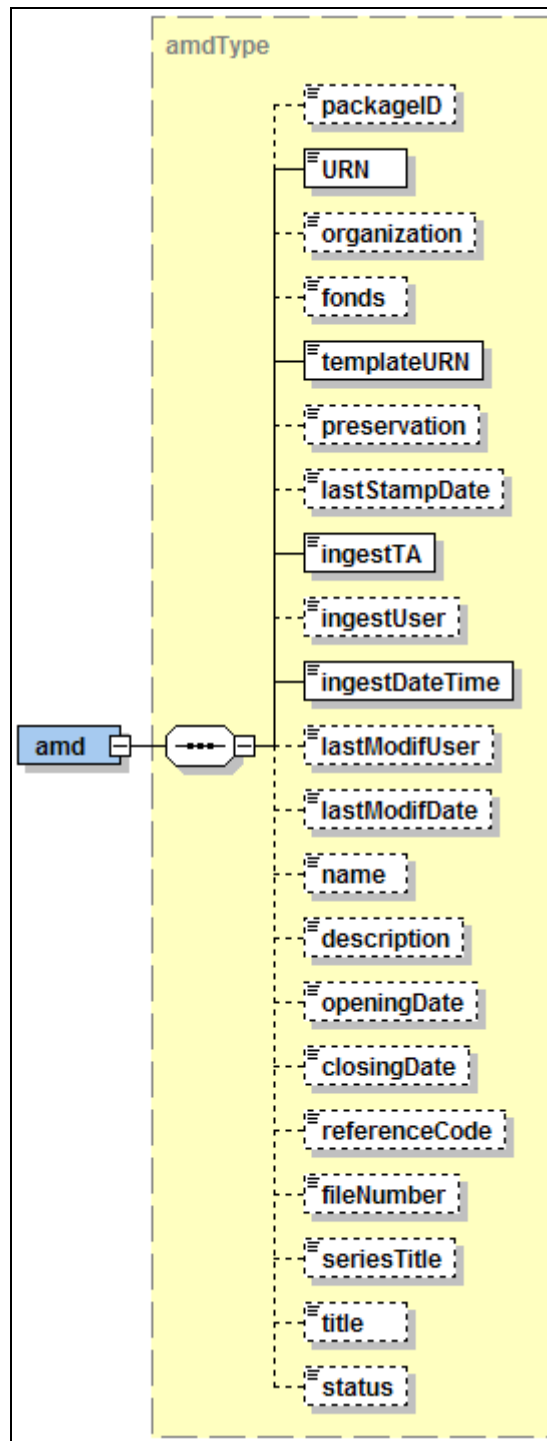 amdType
packageID
URN
organization
fonds
templateURN
preservation
lastStampDate
ingestTA
ingestUser
ingestDateTime
amd
lastModifUser
lastModifDate
name
description
openingDate
closingDate
referenceCode
fileNumber
seriesTitle
title
status